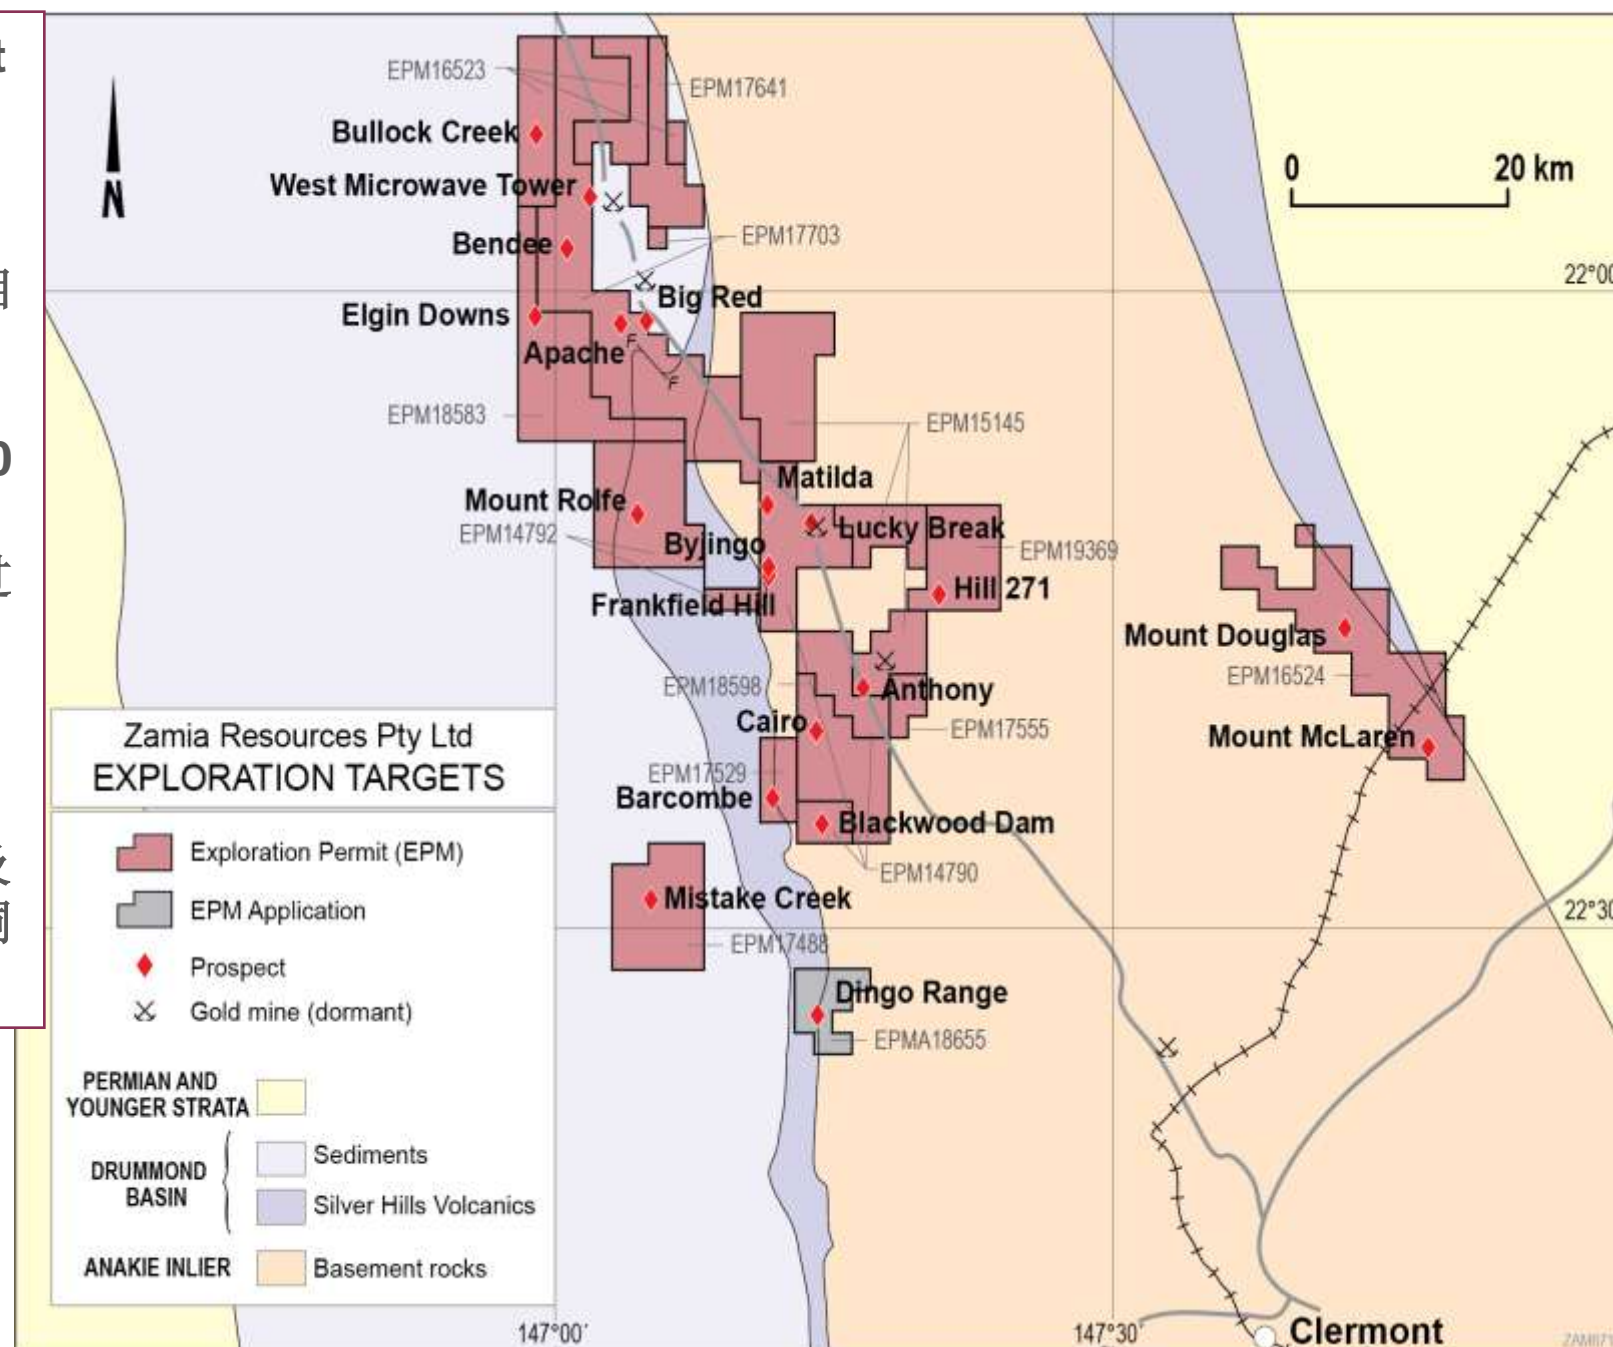 t
EPM16523
EPM17641
Bullock Creek
0 20 km
N
West Microwave Tower
Bendee
EPM17703
22°00
Big Red
Elgin Downs
Apache
F
F
EPM18583
EPM15145
0
Matilda
Mount Rolfe
EPM14792
Lucky Break
Byjingo
EPM19369
Hill 271
Frankfield Hill
Mount Douglas
EPM16524
EPM18598
Anthony
Cairo
EPM17555
Mount McLaren
Zamia Resources Pty Ltd
EXPLORATION TARGETS
EPM17529
Barcombe
Blackwood Dam
Exploration Permit (EPM)
EPM14790
Mistake Creek
EPM Application
22°30
EPM17488
Prospect
Dingo Range
Gold mine (dormant)
EPMA18655
PERMIAN AND
YOUNGER STRATA
DRUMMOND
BASIN
Sediments
Silver Hills Volcanics
ANAKIE INLIER
Basement rocks
147°00'
147°30'
Clermont